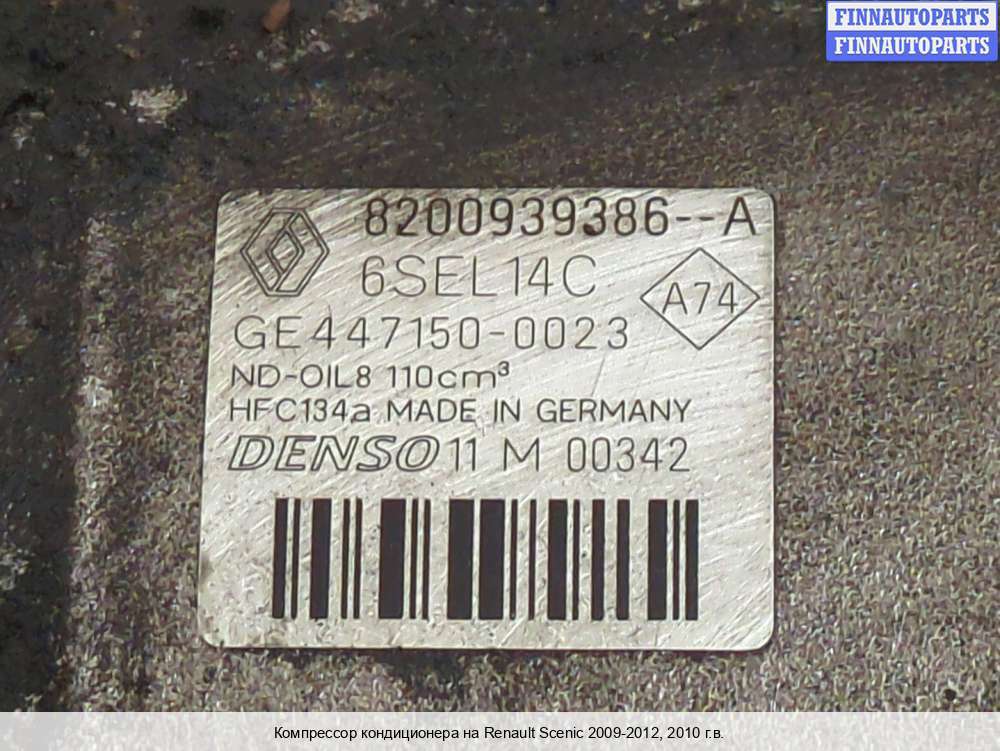 FINNAUTOPARTS
FINNAUTOPARTS
8200939386--A
6SEL14C
A74
GE447150-0023
ND-OIL8 110cm³
HFC134a MADE IN GERMANY
DENSO 11 M 00342
Компрессор кондиционера на Renault Scenic 2009-2012, 2010 г.в.